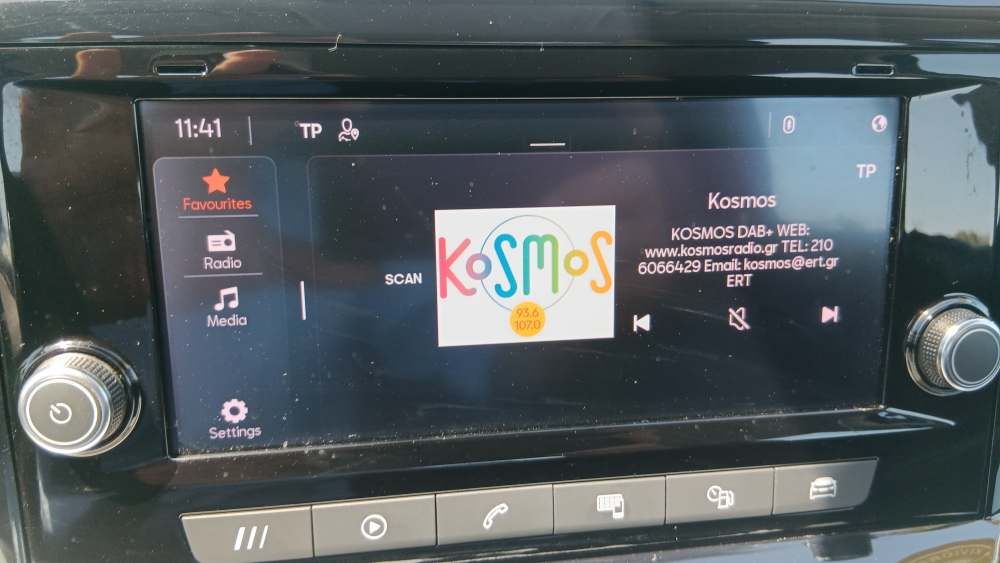 11:41
TP
TP
Favourites
Radio
Media
Settings
SCAN
KOSMOS
93.6
107.0
Kosmos
KOSMOS DAB+ WEB:
www.kosmosradio.gr TEL: 210
6066429 Email: kosmos@ert.gr
ERT